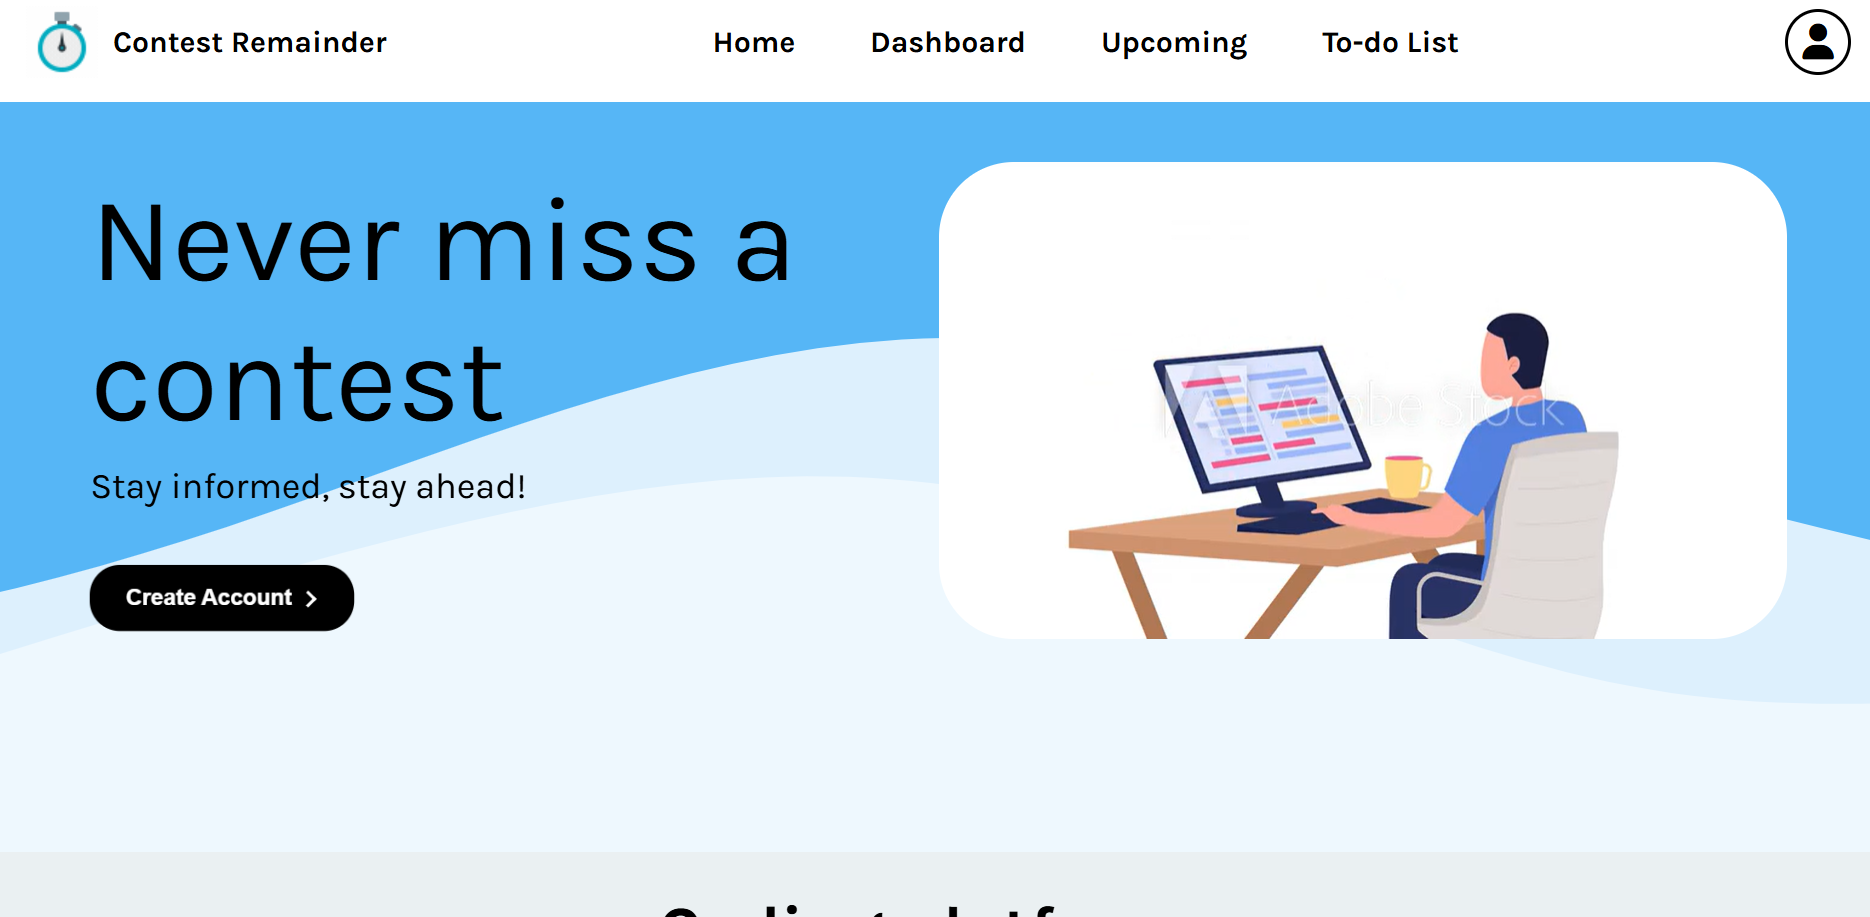 Contest Remainder
Home
Dashboard
Upcoming
To-do List
Never miss a
contest
Stay informed, stay ahead!
Create Account
Adobe Stock